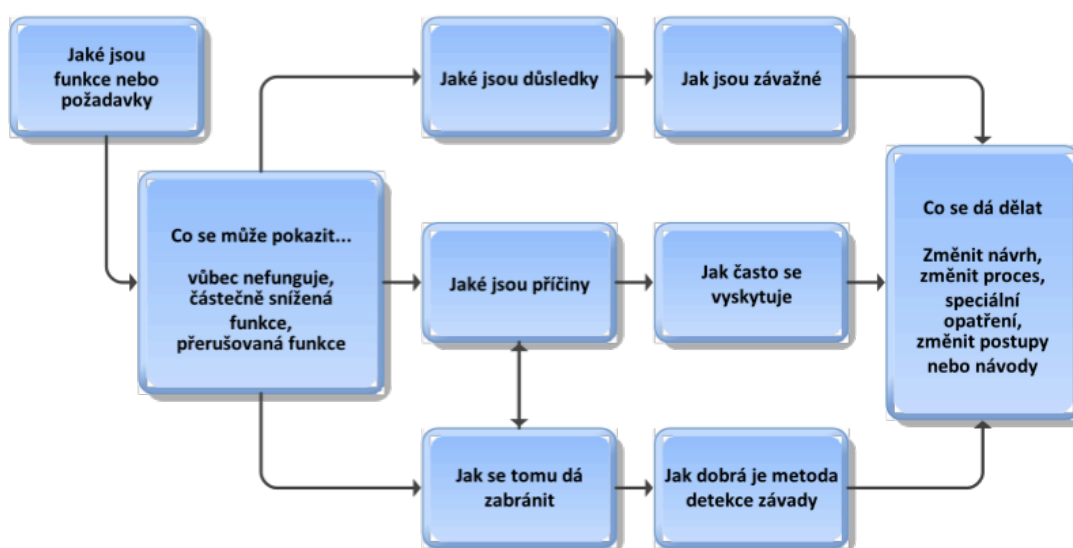 Jaké jsou
funkce nebo
požadavky
Jaké jsou důsledky
Jak jsou závažné
Co se může pokazit...
vůbec nefunguje,
částečně snížená
funkce,
přerušovaná funkce
Jaké jsou příčiny
Jak často se
vyskytuje
Co se dá dělat
Změnit návrh,
změnit proces,
speciální
opatření,
změnit postupy
nebo návody
Jak se tomu dá
zabránit
Jak dobrá je metoda
detekce závady